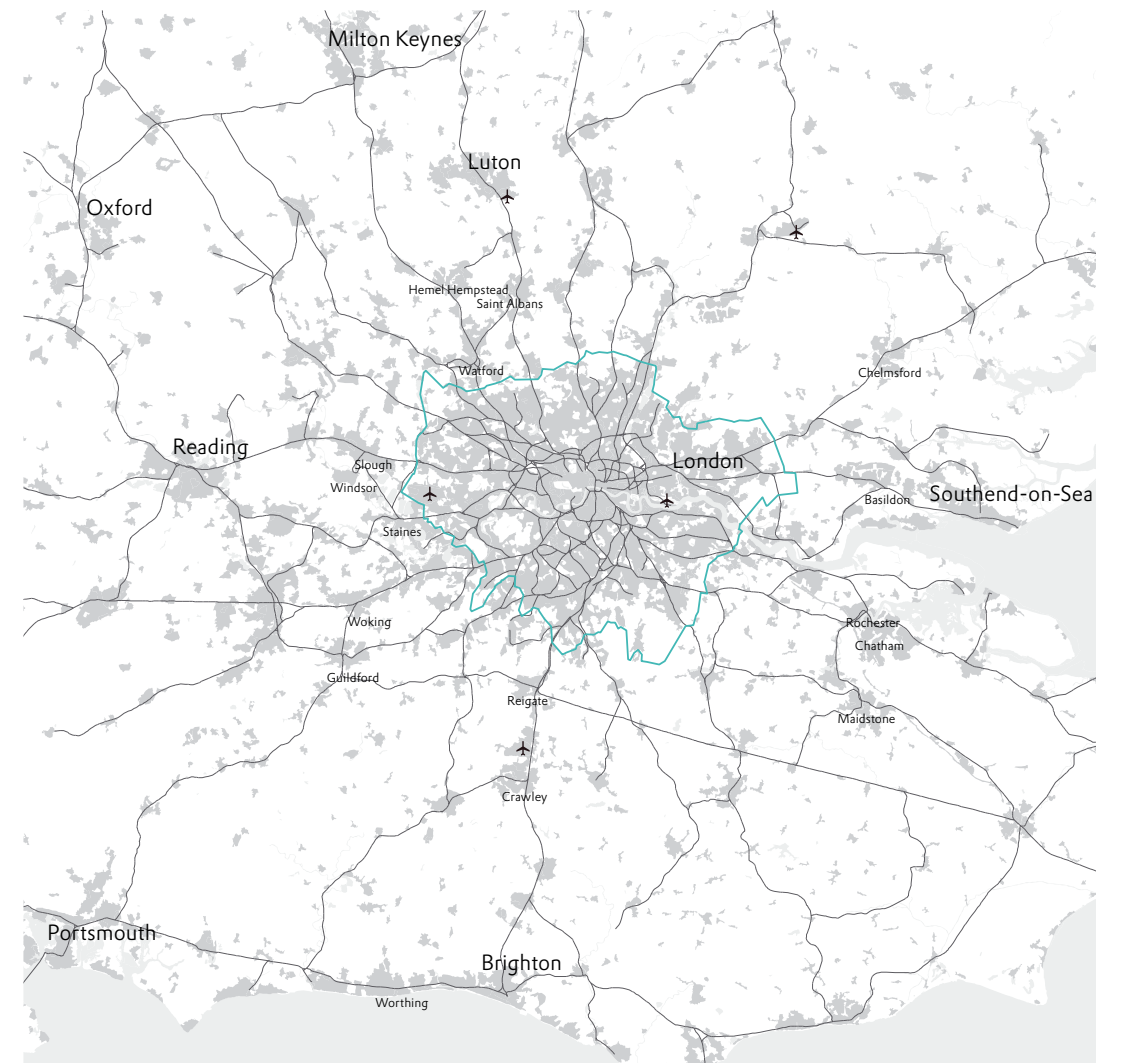 Milton Keynes
Luton
Oxford
Hemel Hempstead
Saint Albans
Watford
Chelmsford
Reading
London
Slough
Windsor
Basildon
Southend-on-Sea
Staines
Woking
Rochester
Chatham
Guildford
Reigate
Maidstone
Crawley
Portsmouth
Brighton
Worthing